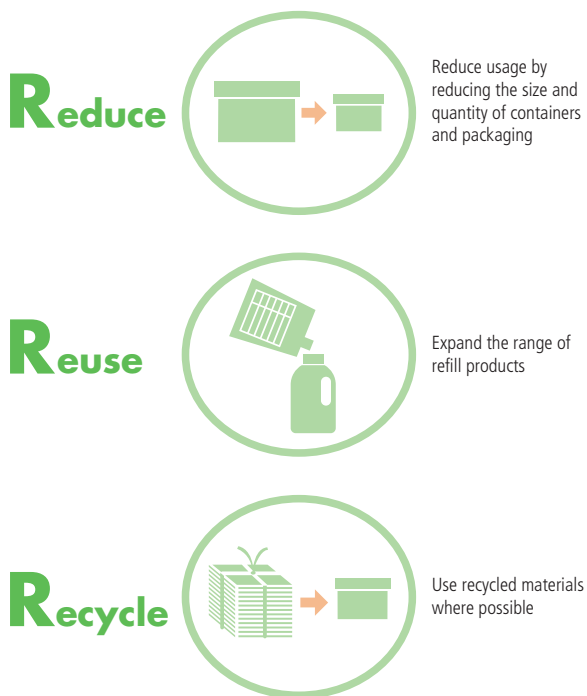 Reduce
Reduce usage by
reducing the size and
quantity of containers
and packaging
Reuse
Expand the range of
refill products
Recycle
Use recycled materials
where possible